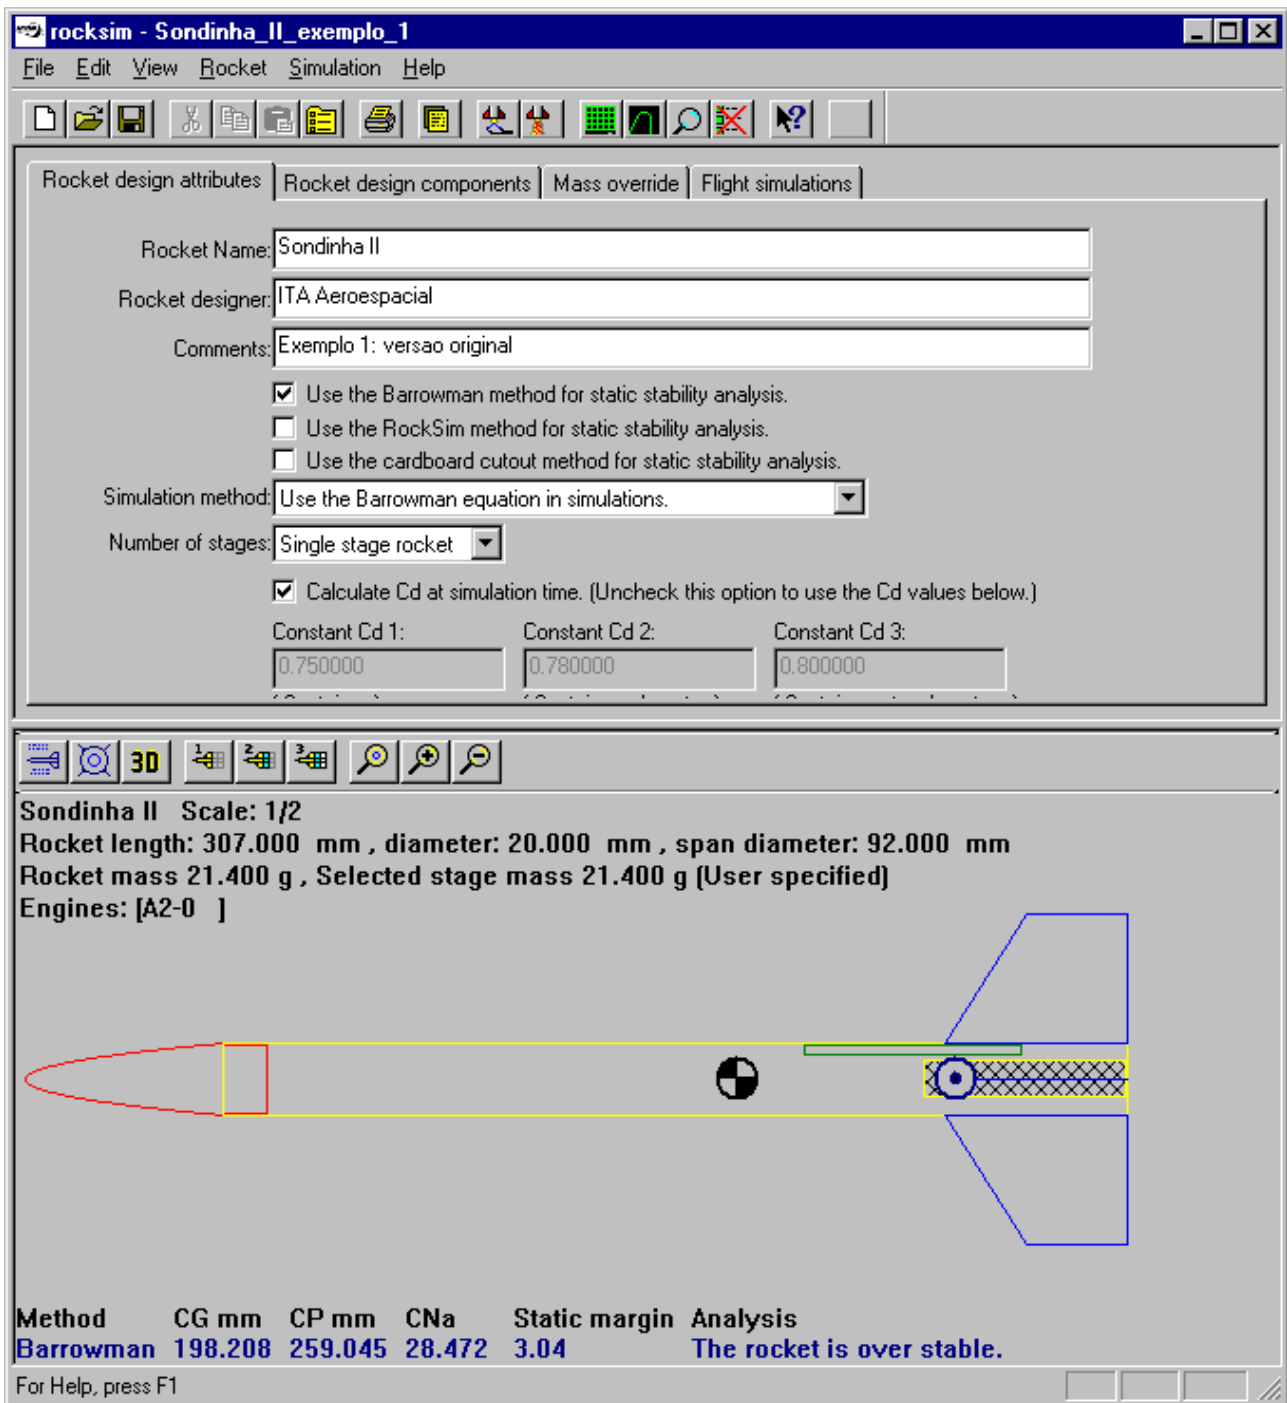 rocksim - Sondinha_II_exemplo_1
File Edit View Rocket Simulation Help
Rocket design attributes Rocket design components Mass override Flight simulations
Rocket Name: Sondinha II
Rocket designer: ITA Aeroespacial
Comments: Exemplo 1: versao original
Use the Barrowman method for static stability analysis.
Use the RockSim method for static stability analysis.
Use the cardboard cutout method for static stability analysis.
Simulation method: Use the Barrowman equation in simulations.
Number of stages: Single stage rocket
Calculate Cd at simulation time. (Uncheck this option to use the Cd values below.)
Constant Cd 1: Constant Cd 2: Constant Cd 3:
0.750000 0.780000 0.800000
3D 1 2 3
Sondinha II Scale: 1/2
Rocket length: 307.000 mm , diameter: 20.000 mm , span diameter: 92.000 mm
Rocket mass 21.400 g , Selected stage mass 21.400 g (User specified)
Engines: [A2-0 ]
Method CG mm CP mm CNa Static margin Analysis
Barrowman 198.208 259.045 28.472 3.04 The rocket is over stable.
For Help, press F1